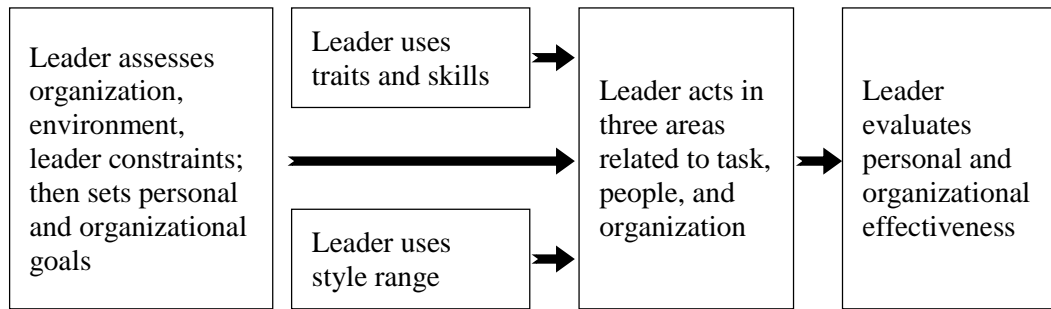 Leader assesses
organization,
environment,
leader constraints;
then sets personal
and organizational
goals
Leader uses
traits and skills
Leader uses
style range
Leader acts in
three areas
related to task,
people, and
organization
Leader
evaluates
personal and
organizational
effectiveness